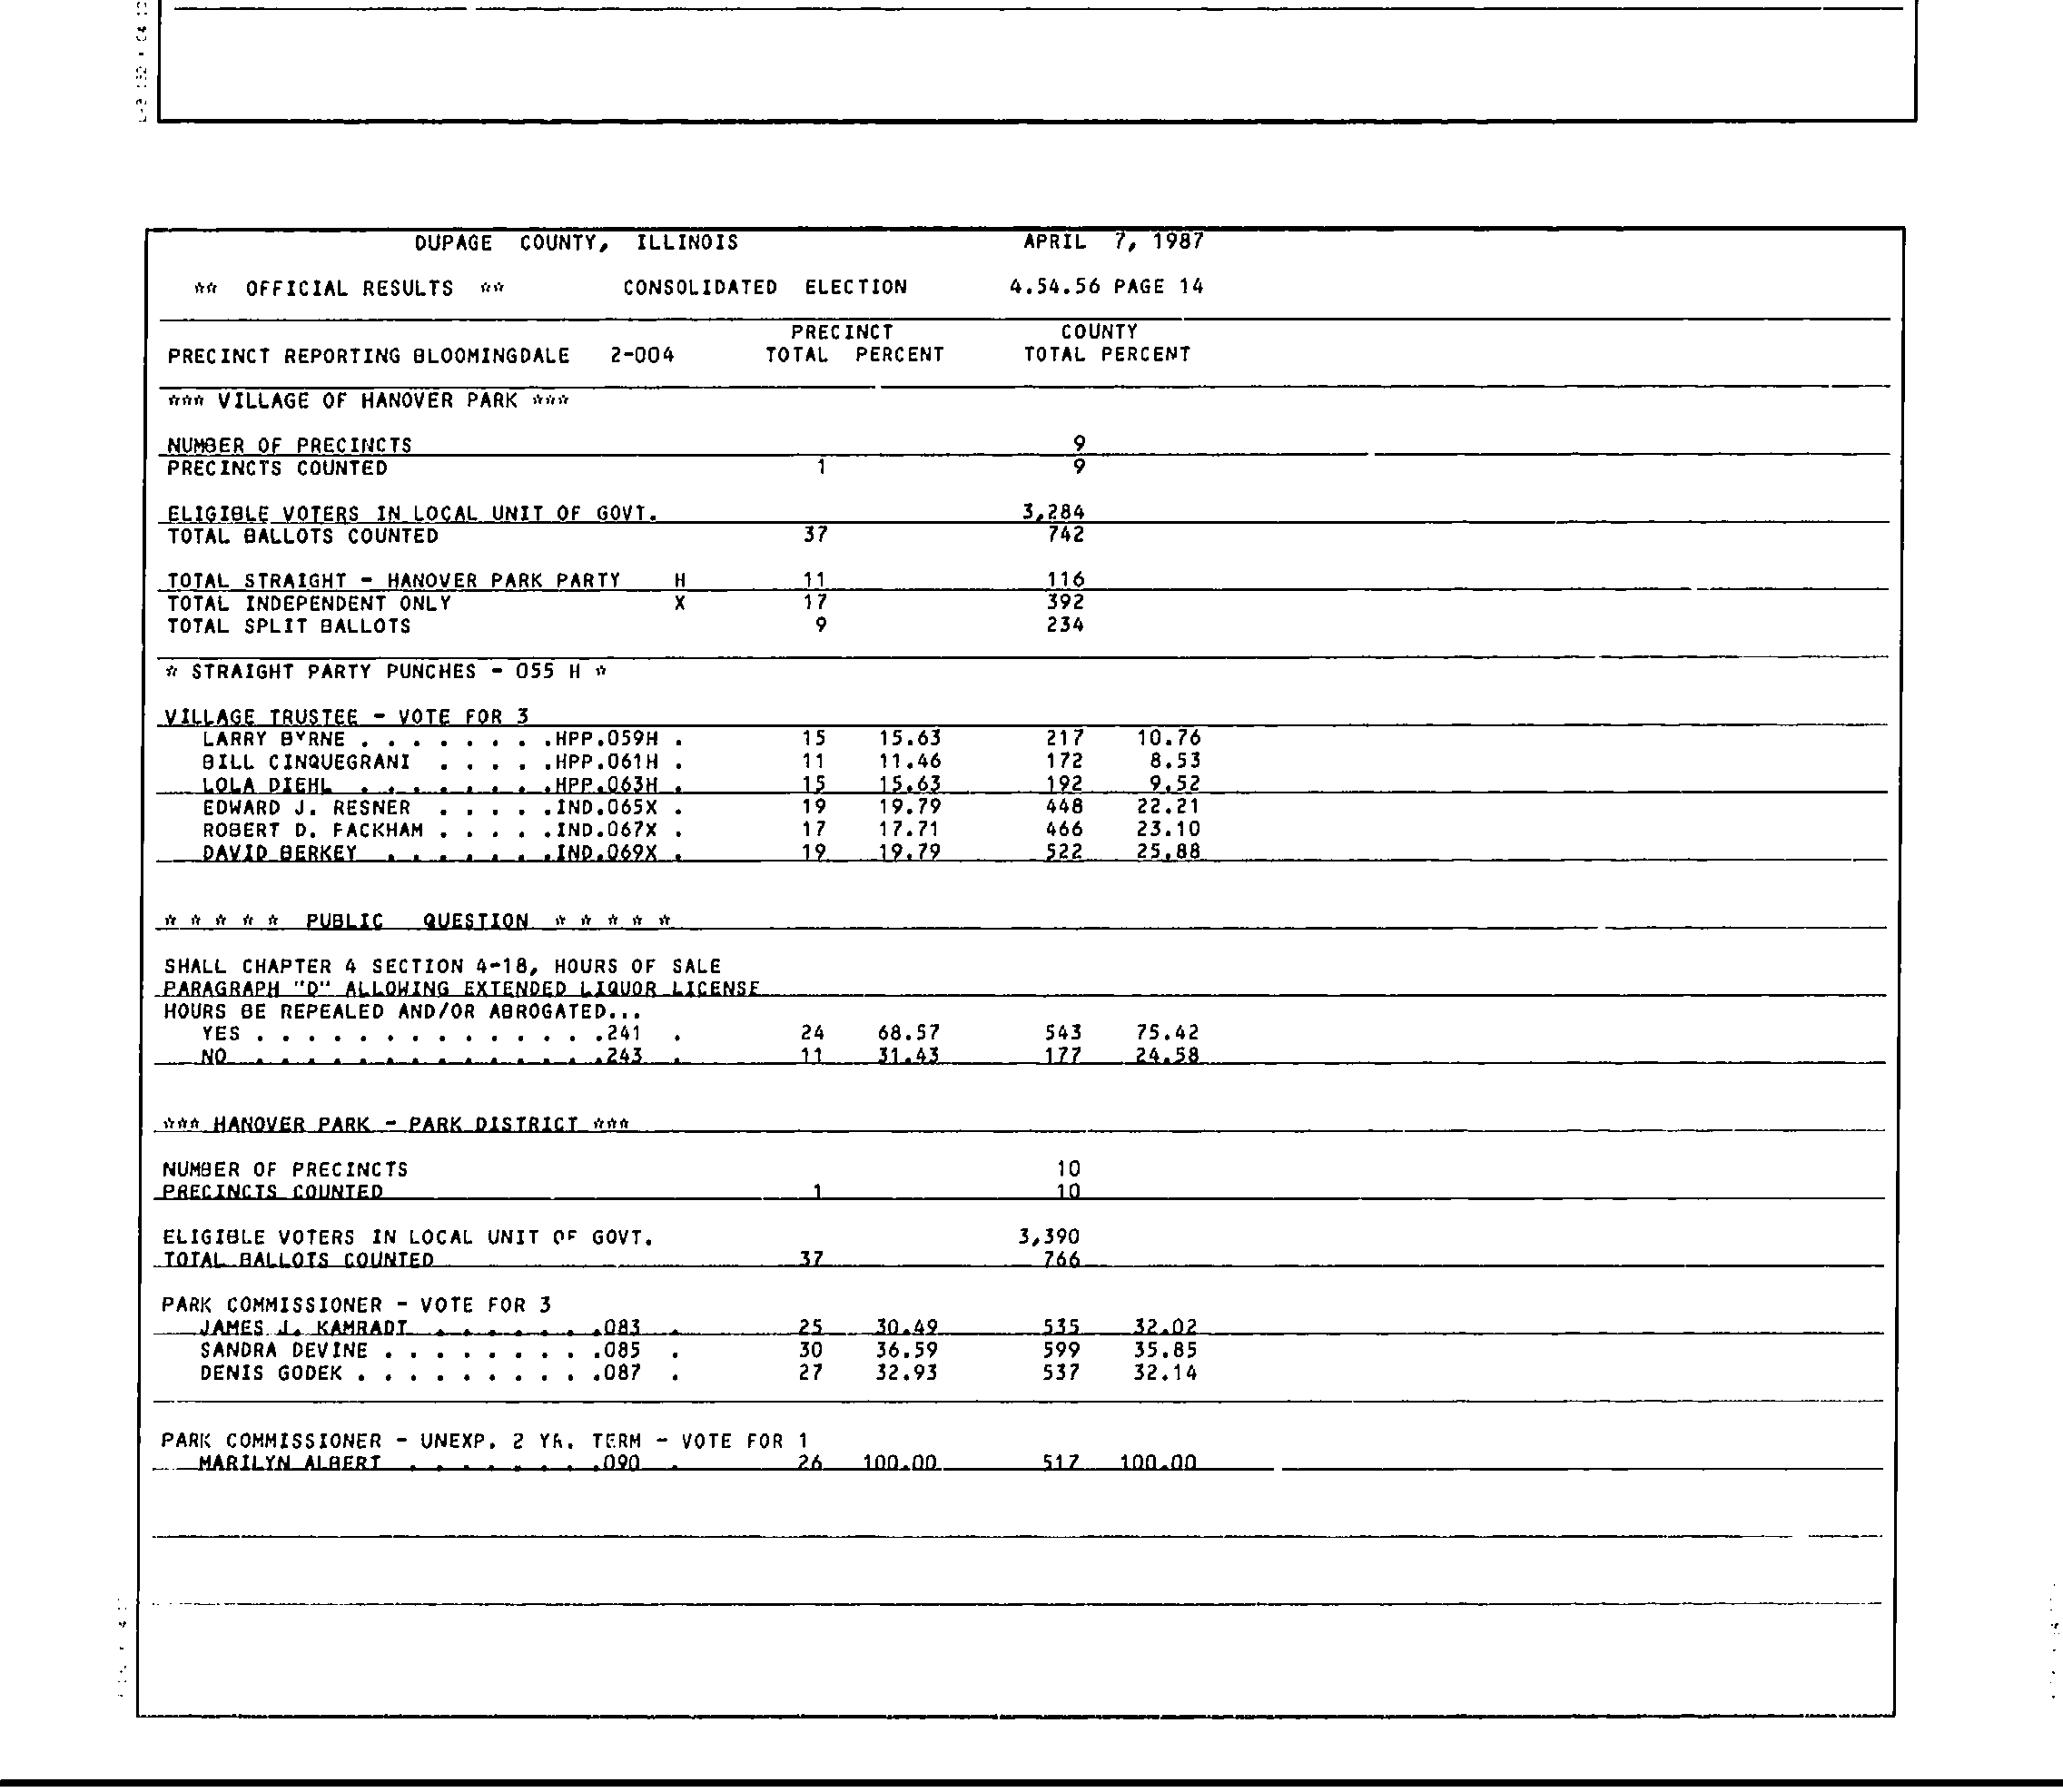 DUPAGE COUNTY, ILLINOIS APRIL 7, 1987
** OFFICIAL RESULTS ** CONSOLIDATED ELECTION 4.54.56 PAGE 14
PRECINCT COUNTY
PRECINCT REPORTING BLOOMINGDALE 2-004 TOTAL PERCENT TOTAL PERCENT
*** VILLAGE OF HANOVER PARK ***
NUMBER OF PRECINCTS 9
PRECINCTS COUNTED 1 9
ELIGIBLE VOTERS IN LOCAL UNIT OF GOVT. 3,284
TOTAL BALLOTS COUNTED 37 742
TOTAL STRAIGHT - HANOVER PARK PARTY H 11 116
TOTAL INDEPENDENT ONLY X 17 392
TOTAL SPLIT BALLOTS 9 234
* STRAIGHT PARTY PUNCHES - 055 H *
VILLAGE TRUSTEE - VOTE FOR 3
LARRY BYRNE . . . . . . . .HPP.059H . 15 15.63 217 10.76
BILL CINQUEGRANI . . . . .HPP.061H . 11 11.46 172 8.53
LOLA DIEHL . . . . . . . .HPP.063H . 15 15.63 192 9.52
EDWARD J. RESNER . . . . .IND.065X . 19 19.79 448 22.21
ROBERT D. PACKHAM . . . . .IND.067X . 17 17.71 466 23.10
DAVID BERKEY . . . . . . .IND.069X . 19 19.79 522 25.88
* * * * * PUBLIC QUESTION * * * * *
SHALL CHAPTER 4 SECTION 4-18, HOURS OF SALE
PARAGRAPH "D" ALLOWING EXTENDED LIQUOR LICENSE
HOURS BE REPEALED AND/OR ABROGATED...
YES . . . . . . . . . . . . . .241 . 24 68.57 543 75.42
NO . . . . . . . . . . . . . .243 . 11 31.43 177 24.58
*** HANOVER PARK - PARK DISTRICT ***
NUMBER OF PRECINCTS 10
PRECINCTS COUNTED 1 10
ELIGIBLE VOTERS IN LOCAL UNIT OF GOVT. 3,390
TOTAL BALLOTS COUNTED 37 766
PARK COMMISSIONER - VOTE FOR 3
JAMES J. KAMRADT . . . . . . .083 . 25 30.49 535 32.02
SANDRA DEVINE . . . . . . . . .085 . 30 36.59 599 35.85
DENIS GODEK . . . . . . . . . .087 . 27 32.93 537 32.14
PARK COMMISSIONER - UNEXP. 2 YR. TERM - VOTE FOR 1
MARILYN ALBERT . . . . . . . .090 . 26 100.00 517 100.00